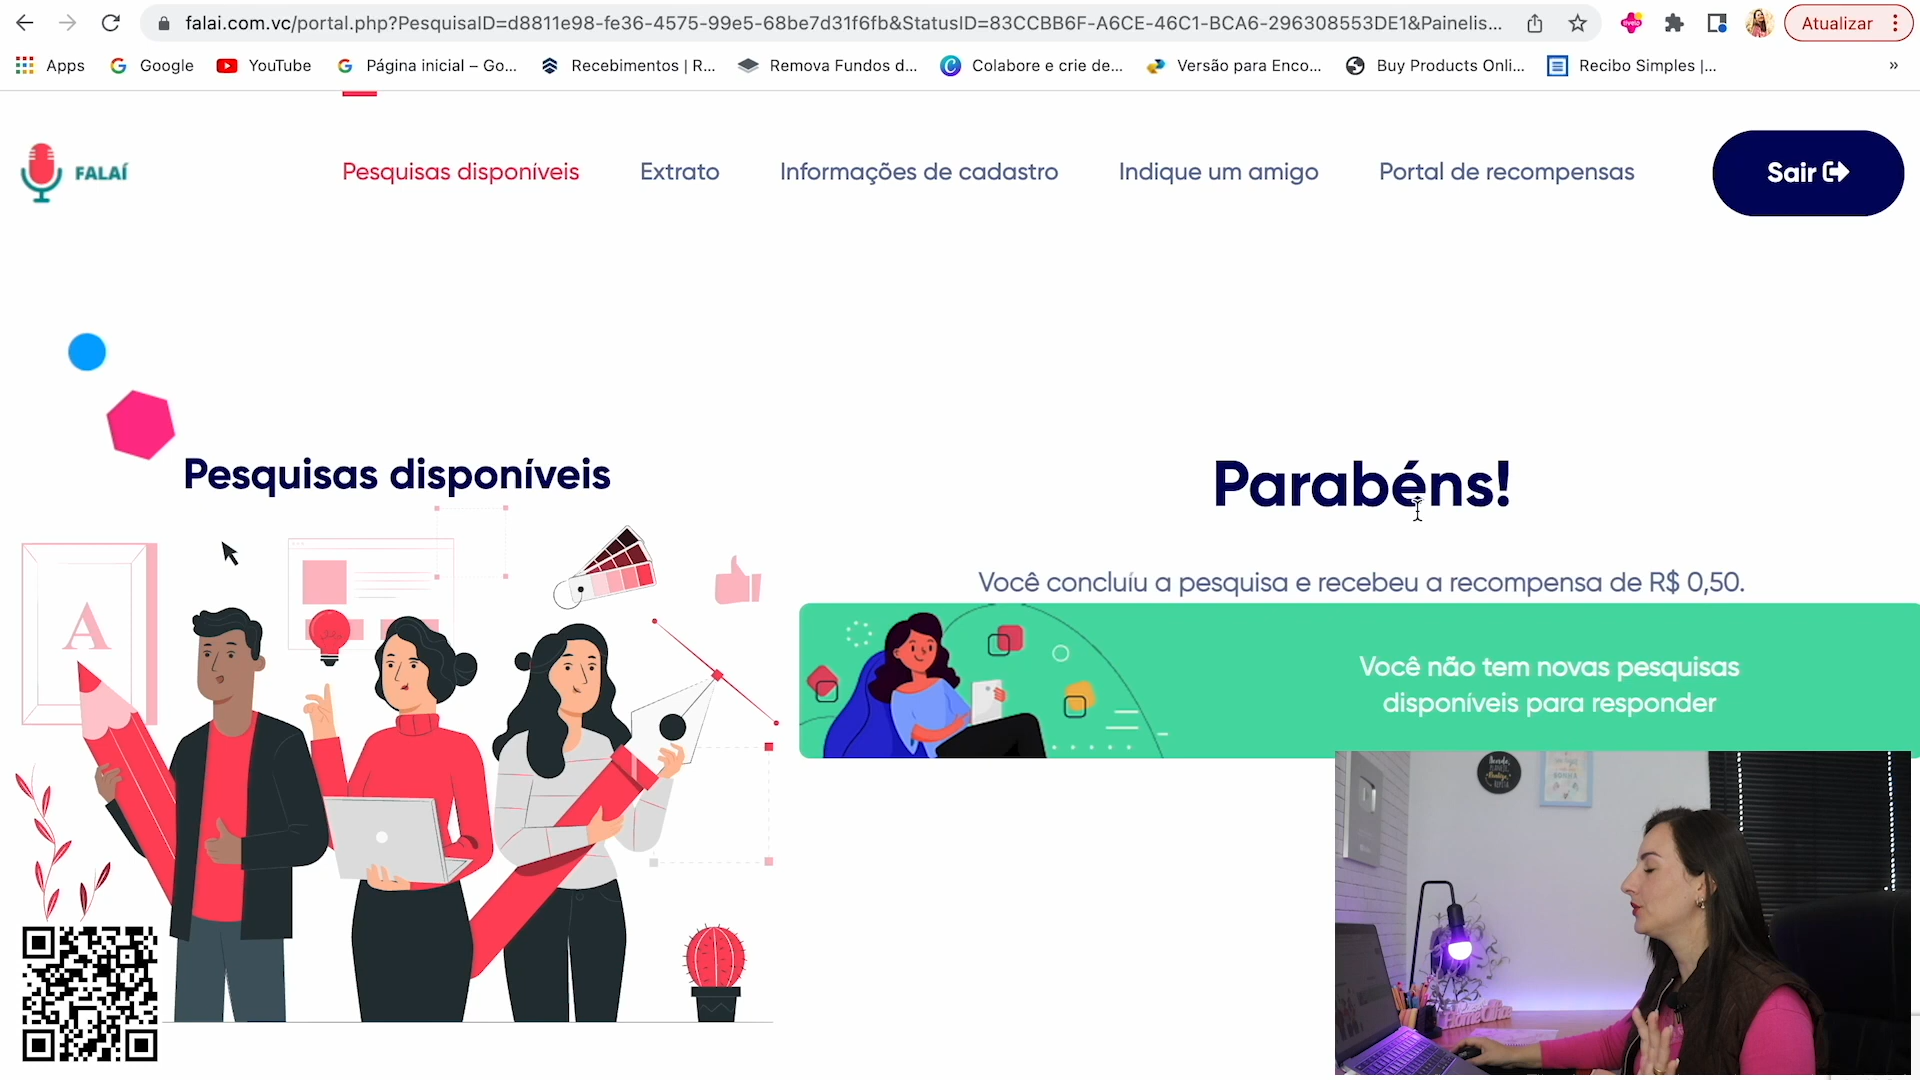 falai.com.vc/portal.php?PesquisaID=d8811e98-fe36-4575-99e5-68be7d31f6fb&StatusID=83CCBB6F-A6CE-46C1-BCA6-296308553DE1&Painelis...
Atualizar
Apps
Google
YouTube
Página inicial – Go...
Recebimentos | R...
Remova Fundos d...
Colabore e crie de...
Versão para Enco...
Buy Products Onli...
Recibo Simples |...
»
FALAÍ
Pesquisas disponíveis
Extrato
Informações de cadastro
Indique um amigo
Portal de recompensas
Sair
Pesquisas disponíveis
Parabéns!
Você concluíu a pesquisa e recebeu a recompensa de R$ 0,50.
Você não tem novas pesquisas
disponíveis para responder
A